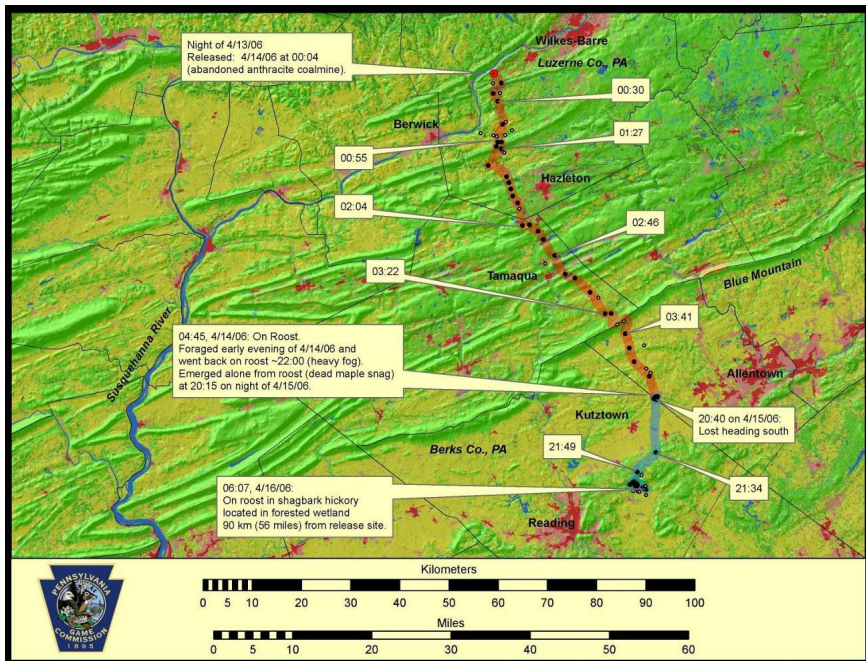 Night of 4/13/06
Released: 4/14/06 at 00:04
(abandoned anthracite coalmine).
Wilkes-Barre
Luzerne Co., PA
00:30
Berwick
01:27
00:55
Hazleton
02:04
02:46
03:22
Tamaqua
Blue Mountain
03:41
Susquehanna River
04:45, 4/14/06: On Roost.
Foraged early evening of 4/14/06 and
went back on roost ~22:00 (heavy fog).
Emerged alone from roost (dead maple snag)
at 20:15 on night of 4/15/06.
Allentown
Kutztown
20:40 on 4/15/06:
Lost heading south
Berks Co., PA
21:49
21:34
06:07, 4/16/06:
On roost in shagbark hickory
located in forested wetland
90 km (56 miles) from release site.
Reading
Kilometers
0 5 10 20 30 40 50 60 70 80 90 100
Miles
0 5 10 20 30 40 50 60
PENNSYLVANIA
GAME
COMMISSION
1895